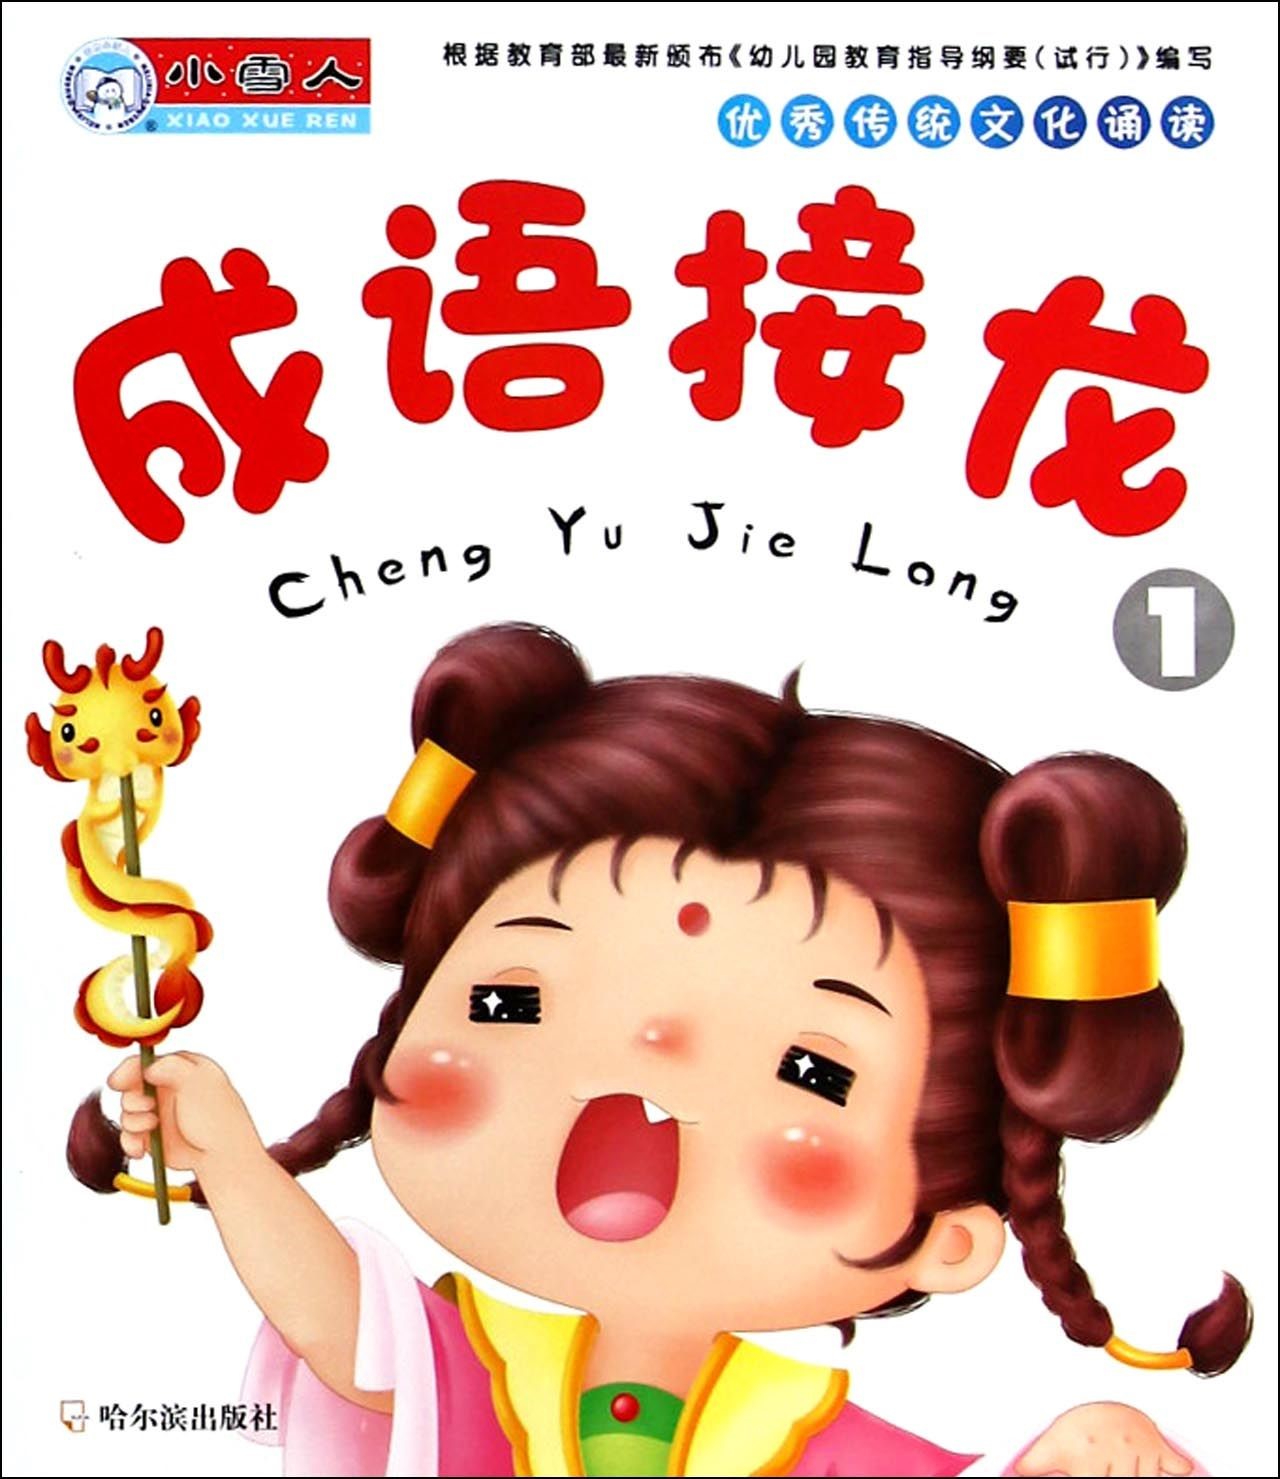 小雪人
XIAO XUE REN
根据教育部最新颁布《幼儿园教育指导纲要(试行)》编写
优秀传统文化诵读
成语接龙
Cheng Yu Jie Long
1
哈尔滨出版社